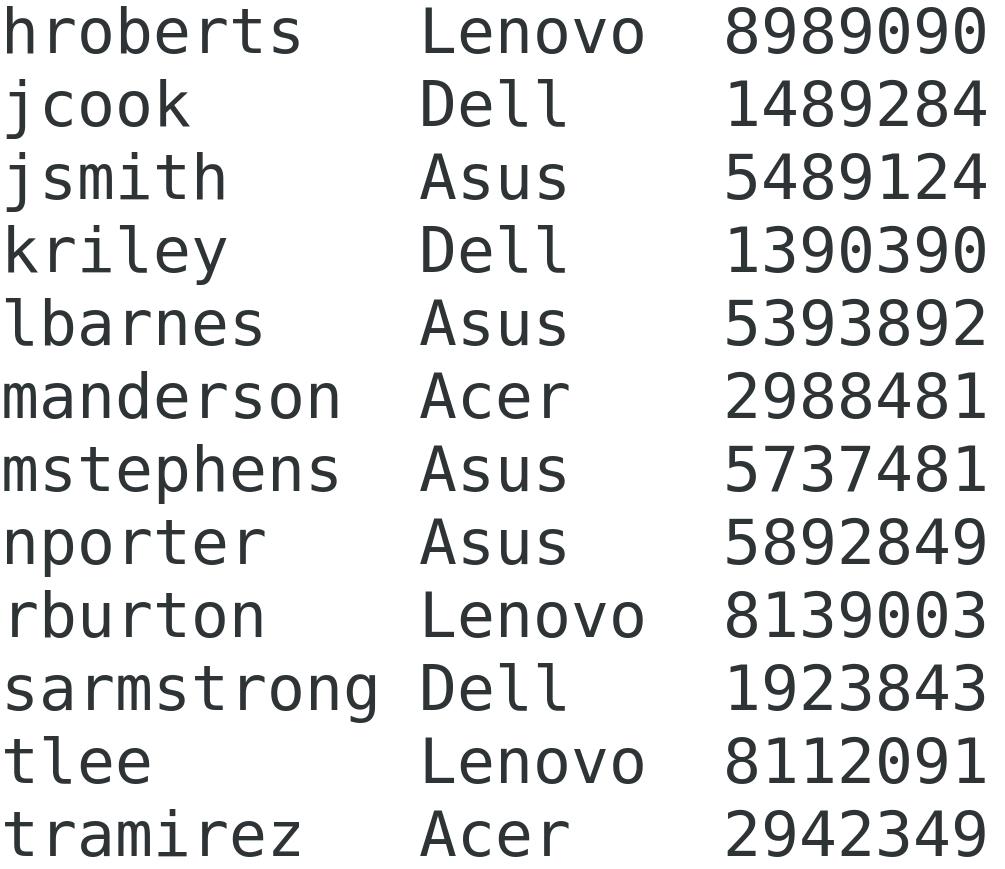 hroberts   Lenovo  8989090
jcook      Dell    1489284
jsmith     Asus    5489124
kriley     Dell    1390390
lbarnes    Asus    5393892
manderson  Acer    2988481
mstephens  Asus    5737481
nporter    Asus    5892849
rburton    Lenovo  8139003
sarmstrong Dell    1923843
tlee       Lenovo  8112091
tramirez   Acer    2942349